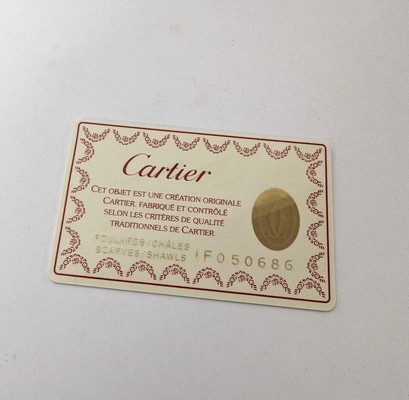 Cartier
CET OBJET EST UNE CRÉATION ORIGINALE
CARTIER. FABRIQUÉ ET CONTRÔLÉ
SELON LES CRITÈRES DE QUALITÉ
TRADITIONNELS DE CARTIER.
FOULARDS/CHÂLES
SCARVES/SHAWLS IF050686